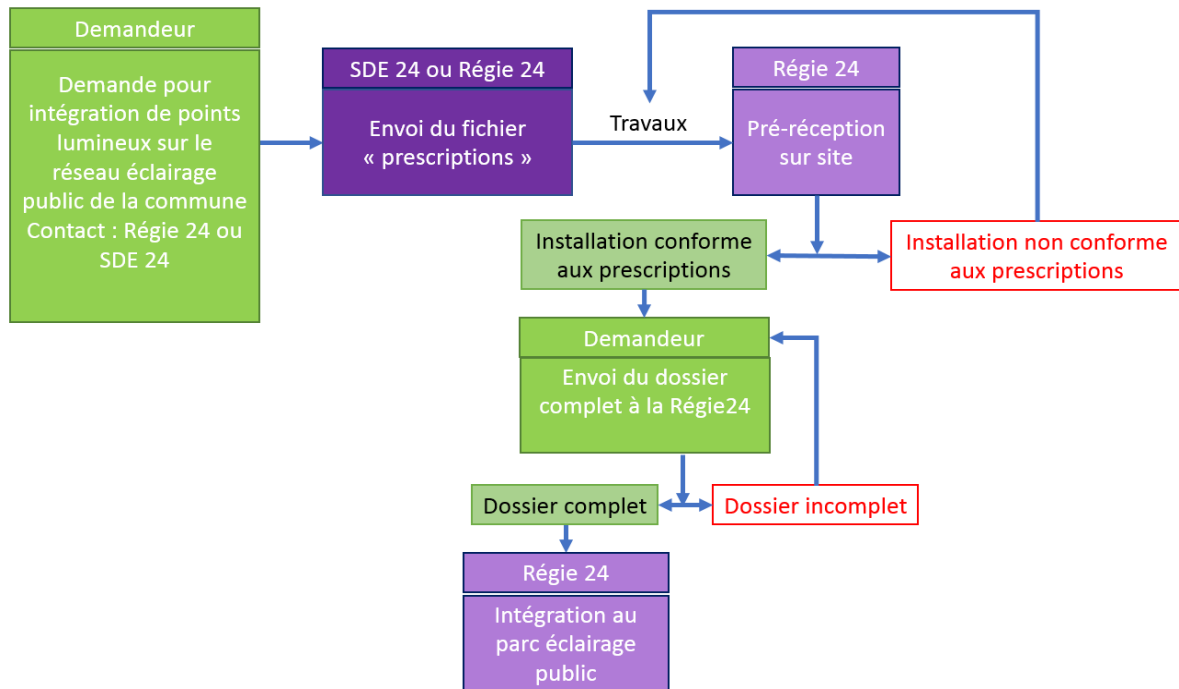 Demandeur
Demande pour
intégration de points
lumineux sur le
réseau éclairage
public de la commune
Contact : Régie 24 ou
SDE 24
SDE 24 ou Régie 24
Envoi du fichier
« prescriptions »
Travaux
Régie 24
Pré-réception
sur site
Installation conforme
aux prescriptions
Installation non conforme
aux prescriptions
Demandeur
Envoi du dossier
complet à la Régie24
Dossier complet
Dossier incomplet
Régie 24
Intégration au
parc éclairage
public